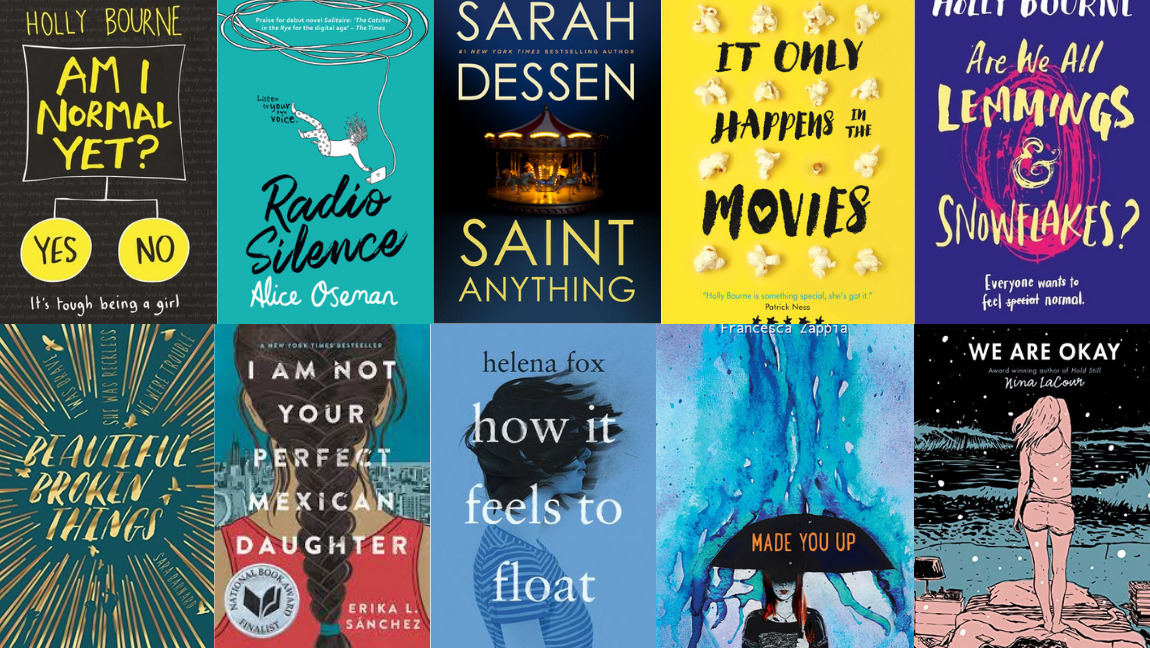 HOLLY BOURNE
AM I
NORMAL
YET?
YES
NO
It's tough being a girl
Praise for debut novel Solitaire: 'The Catcher
in the Rye for the digital age' – The Times
Listen
to your
own
voice.
Radio
Silence
Alice Oseman
SARAH
#1 NEW YORK TIMES BESTSELLING AUTHOR
DESSEN
SAINT
ANYTHING
IT ONLY
HAPPENS IN
THE
MOVIES
"Holly Bourne is something special, she's got it."
Patrick Ness
HOLLY BOURNE
Are We All
LEMMINGS
&
SNOWFLAKES?
Everyone wants to
feel special normal.
I WAS BRAVE
SHE WAS RECKLESS
WE WERE TROUBLE
BEAUTIFUL
BROKEN
THINGS
SARA BARNARD
A NEW YORK TIMES BESTSELLER
I AM NOT
YOUR
PERFECT
MEXICAN
DAUGHTER
NATIONAL BOOK AWARD
FINALIST
ERIKA L.
SÁNCHEZ
helena fox
how it
feels to
float
Francesca Zappia
MADE YOU UP
WE ARE OKAY
Award winning author of Hold Still
Nina LaCour